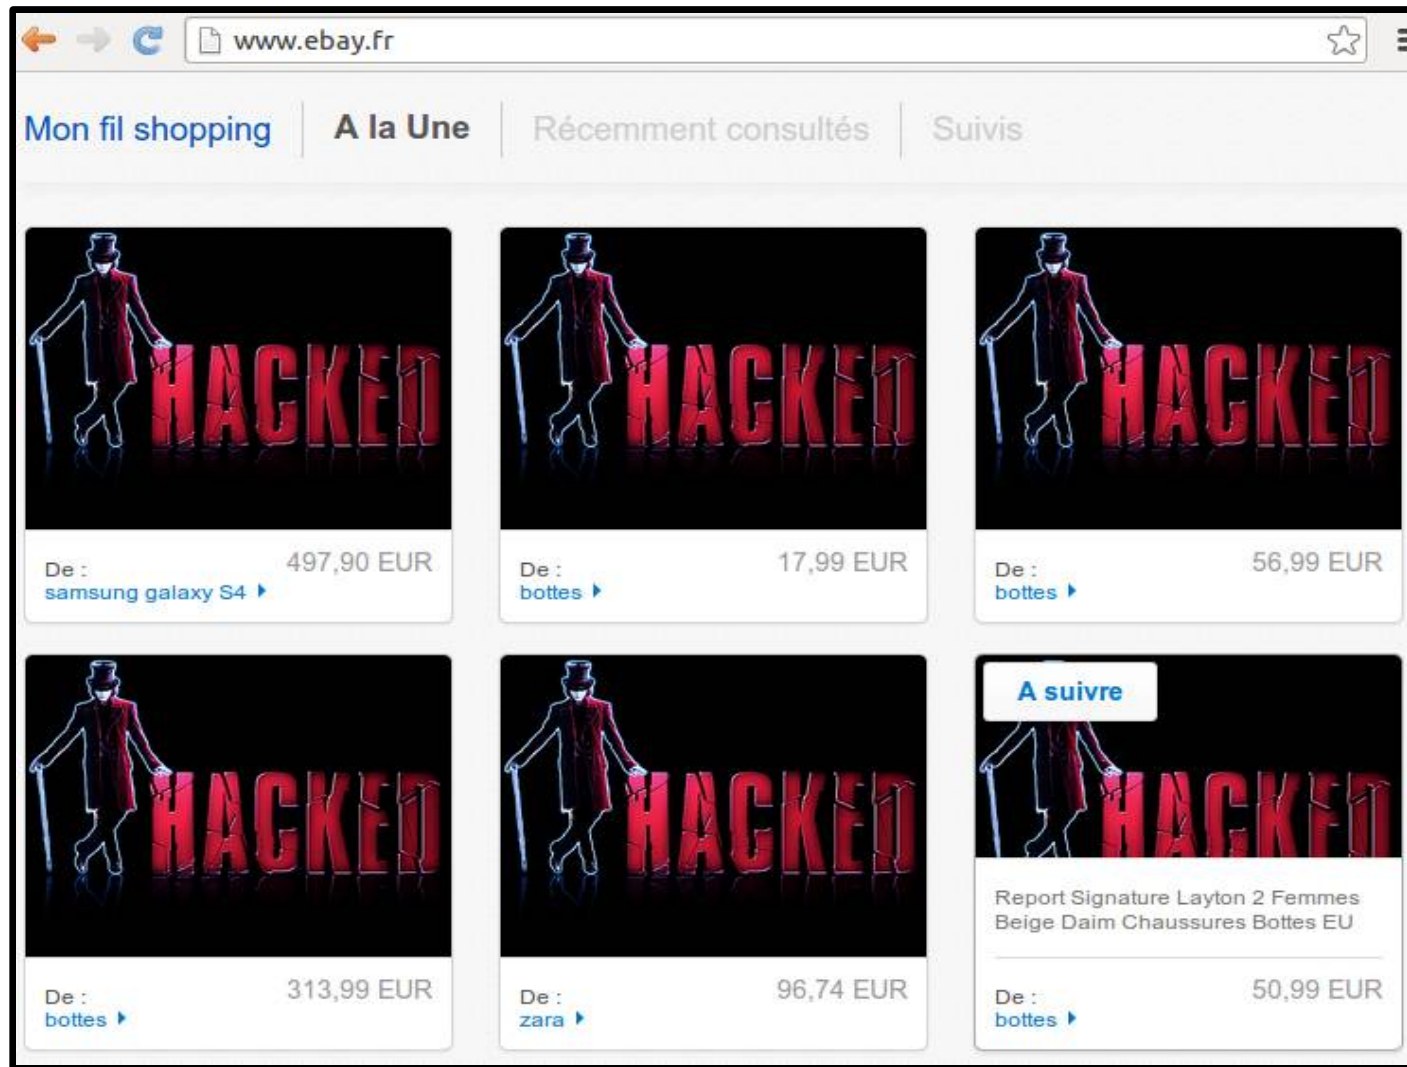 www.ebay.fr
Mon fil shopping A la Une Récemment consultés Suivis
HACKED HACKED HACKED
De : 497,90 EUR De : 17,99 EUR De : 56,99 EUR
samsung galaxy S4 bottes bottes
A suivre
HACKED HACKED HACKED
Report Signature Layton 2 Femmes
Beige Daim Chaussures Bottes EU
De : 313,99 EUR De : 96,74 EUR De : 50,99 EUR
bottes zara bottes